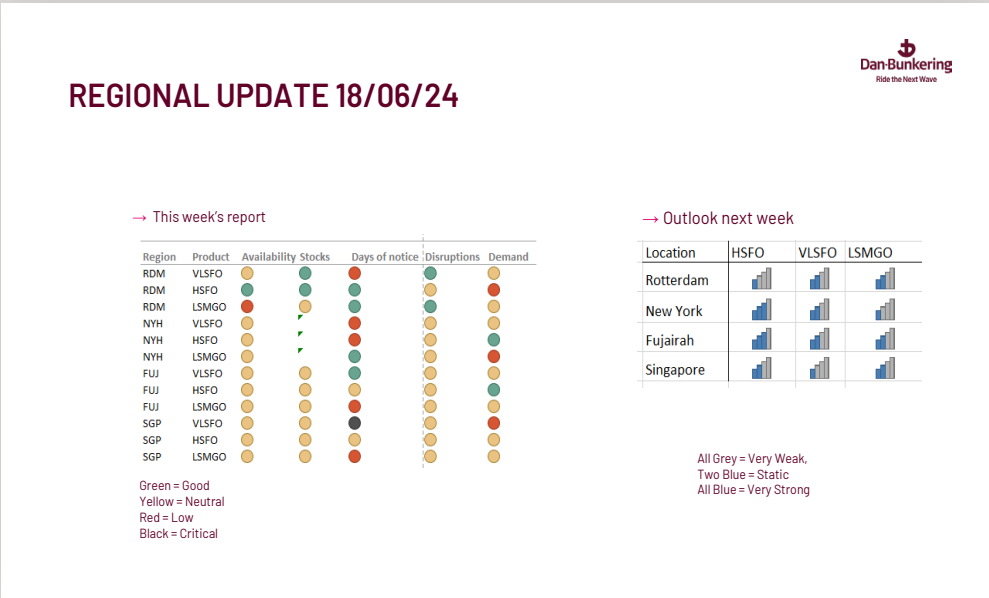 Dan-Bunkering
Ride the Next Wave
REGIONAL UPDATE 18/06/24
→ This week's report
Region Product Availability Stocks Days of notice Disruptions Demand
RDM VLSFO
RDM HSFO
RDM LSMGO
NYH VLSFO
NYH HSFO
NYH LSMGO
FUJ VLSFO
FUJ HSFO
FUJ LSMGO
SGP VLSFO
SGP HSFO
SGP LSMGO
Green = Good
Yellow = Neutral
Red = Low
Black = Critical
→ Outlook next week
Location HSFO VLSFO LSMGO
Rotterdam
New York
Fujairah
Singapore
All Grey = Very Weak,
Two Blue = Static
All Blue = Very Strong